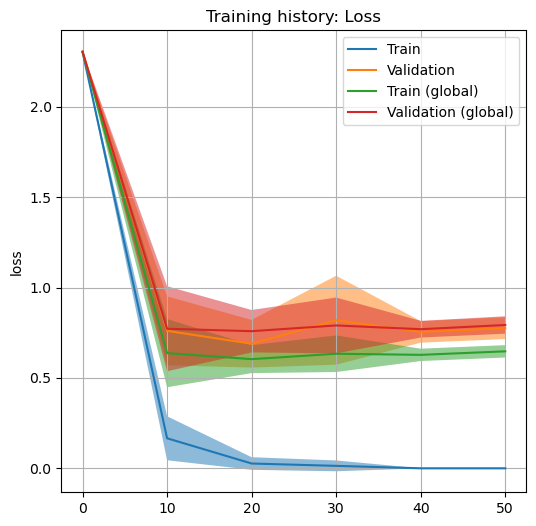 Training history: Loss
Train
Validation
Train (global)
Validation (global)
2.0
1.5
1.0
0.5
0.0
loss
0 10 20 30 40 50